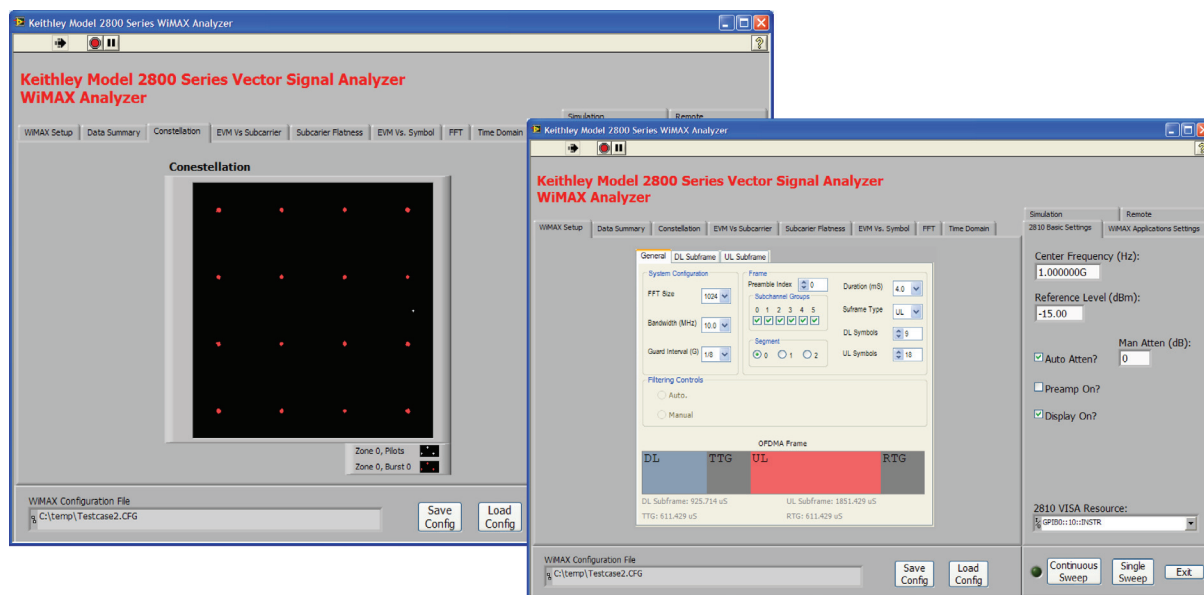 Keithley Model 2800 Series WiMAX Analyzer
?
Keithley Model 2800 Series Vector Signal Analyzer
WiMAX Analyzer
Simulation Remote
WiMAX Setup Data Summary Constellation EVM Vs Subcarrier Subcarier Flatness EVM Vs. Symbol FFT Time Domain
Conestellation
Zone 0, Pilots
Zone 0, Burst 0
WiMAX Configuration File
C:\temp\Testcase2.CFG
Save Config
Load Config
Keithley Model 2800 Series WiMAX Analyzer
?
Keithley Model 2800 Series Vector Signal Analyzer
WiMAX Analyzer
Simulation Remote
WiMAX Setup Data Summary Constellation EVM Vs Subcarrier Subcarier Flatness EVM Vs. Symbol FFT Time Domain
2810 Basic Settings WiMAX Applications Settings
General DL Subframe UL Subframe
System Configuration
FFT Size 1024
Bandwidth (MHz) 10.0
Guard Interval (G) 1/8
Frame
Preamble Index 0
Subchannel Groups
0 1 2 3 4 5
Segment
0 1 2
Duration (mS) 4.0
Suframe Type UL
DL Symbols 9
UL Symbols 18
Filtering Controls
Auto.
Manual
OFDMA Frame
DL TTG UL RTG
DL Subframe: 925.714 uS UL Subframe: 1851.429 uS
TTG: 611.429 uS RTG: 611.429 uS
Center Frequency (Hz):
1.000000G
Reference Level (dBm):
-15.00
Man Atten (dB):
Auto Atten? 0
Preamp On?
Display On?
2810 VISA Resource:
GPIB0::10::INSTR
WiMAX Configuration File
C:\temp\Testcase2.CFG
Save Config
Load Config
Continuous Sweep
Single Sweep
Exit